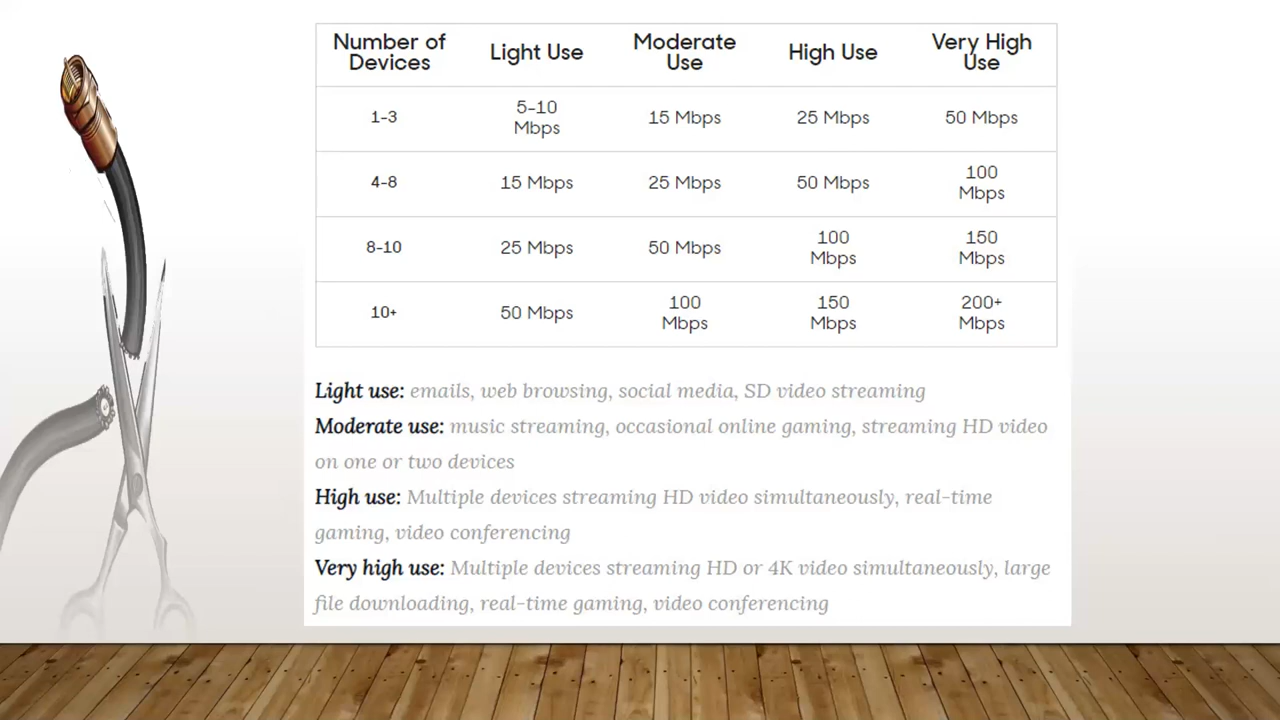 Number of Devices Light Use Moderate Use High Use Very High Use
1-3 5-10 Mbps 15 Mbps 25 Mbps 50 Mbps
4-8 15 Mbps 25 Mbps 50 Mbps 100 Mbps
8-10 25 Mbps 50 Mbps 100 Mbps 150 Mbps
10+ 50 Mbps 100 Mbps 150 Mbps 200+ Mbps
Light use: emails, web browsing, social media, SD video streaming
Moderate use: music streaming, occasional online gaming, streaming HD video
on one or two devices
High use: Multiple devices streaming HD video simultaneously, real-time
gaming, video conferencing
Very high use: Multiple devices streaming HD or 4K video simultaneously, large
file downloading, real-time gaming, video conferencing